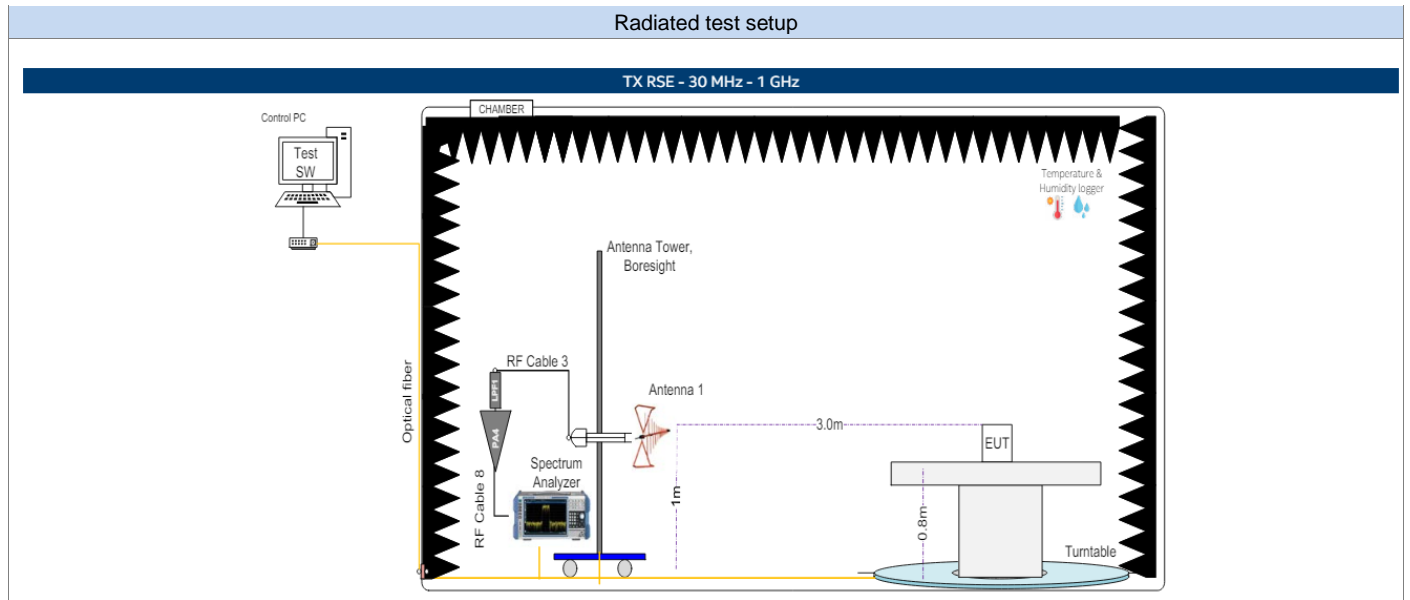 Radiated test setup
TX RSE - 30 MHz - 1 GHz
CHAMBER
Control PC
Test
SW
Temperature &
Humidity logger
Antenna Tower,
Boresight
Optical fiber
RF Cable 3
LPF1
Antenna 1
PA4
3.0m
EUT
Spectrum
Analyzer
RF Cable 8
1m
0.8m
Turntable